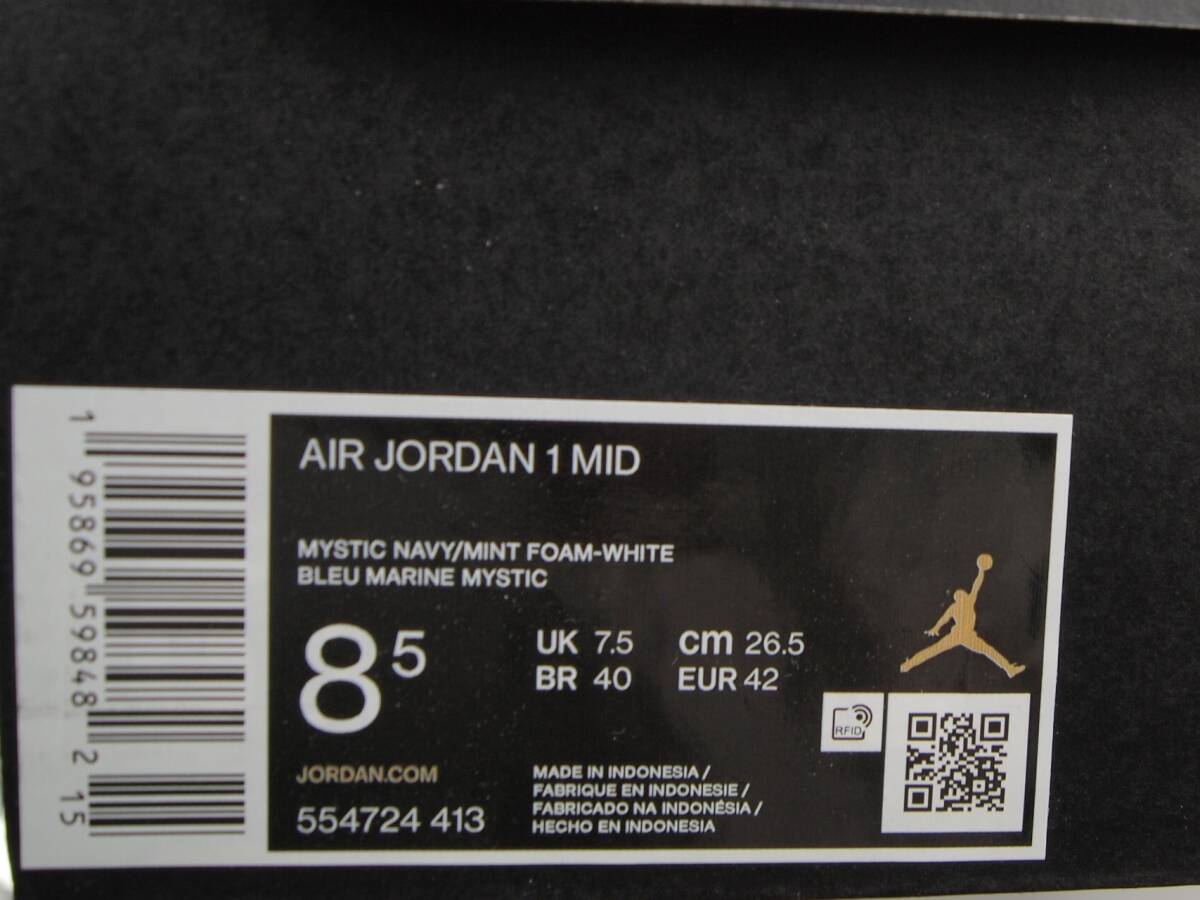 1 95869 59848 2 15
AIR JORDAN 1 MID
MYSTIC NAVY/MINT FOAM-WHITE
BLEU MARINE MYSTIC
8 5
UK 7.5 cm 26.5
BR 40 EUR 42
RFID
JORDAN.COM
554724 413
MADE IN INDONESIA /
FABRIQUE EN INDONESIE /
FABRICADO NA INDONÉSIA /
HECHO EN INDONESIA